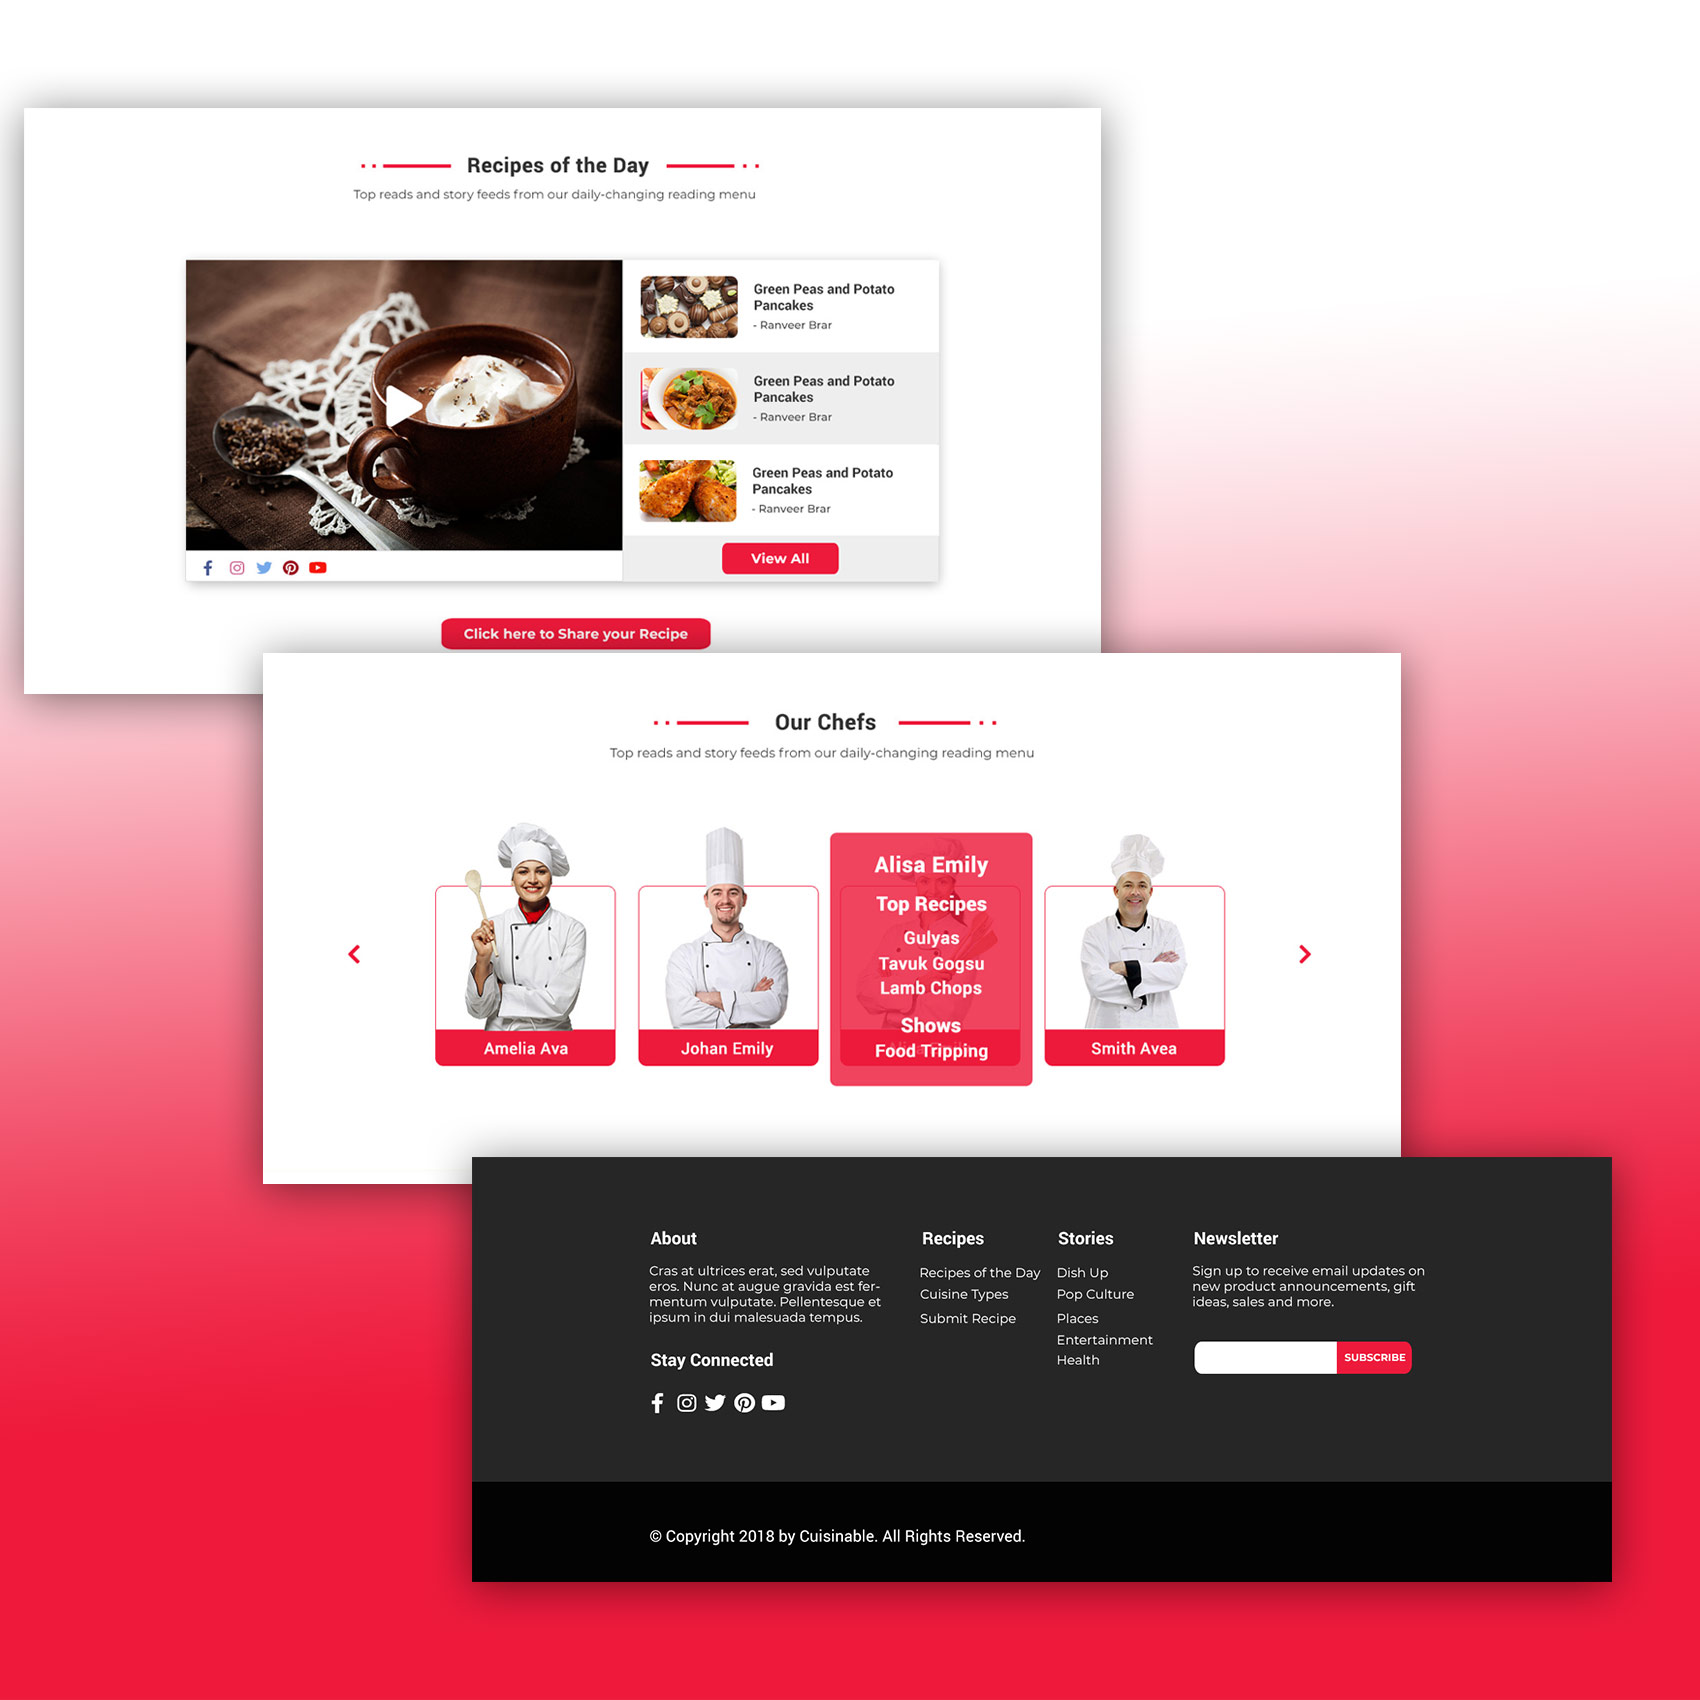 Recipes of the Day
Top reads and story feeds from our daily-changing reading menu
Green Peas and Potato
Pancakes
- Ranveer Brar
Green Peas and Potato
Pancakes
- Ranveer Brar
Green Peas and Potato
Pancakes
- Ranveer Brar
View All
Click here to Share your Recipe
Our Chefs
Top reads and story feeds from our daily-changing reading menu
Amelia Ava
Johan Emily
Alisa Emily
Top Recipes
Gulyas
Tavuk Gogsu
Lamb Chops
Shows
Food Tripping
Alisa Emily
Smith Avea
About
Cras at ultrices erat, sed vulputate
eros. Nunc at augue gravida est fer-
mentum vulputate. Pellentesque et
ipsum in dui malesuada tempus.
Stay Connected
Recipes
Recipes of the Day
Cuisine Types
Submit Recipe
Stories
Dish Up
Pop Culture
Places
Entertainment
Health
Newsletter
Sign up to receive email updates on
new product announcements, gift
ideas, sales and more.
SUBSCRIBE
© Copyright 2018 by Cuisinable. All Rights Reserved.